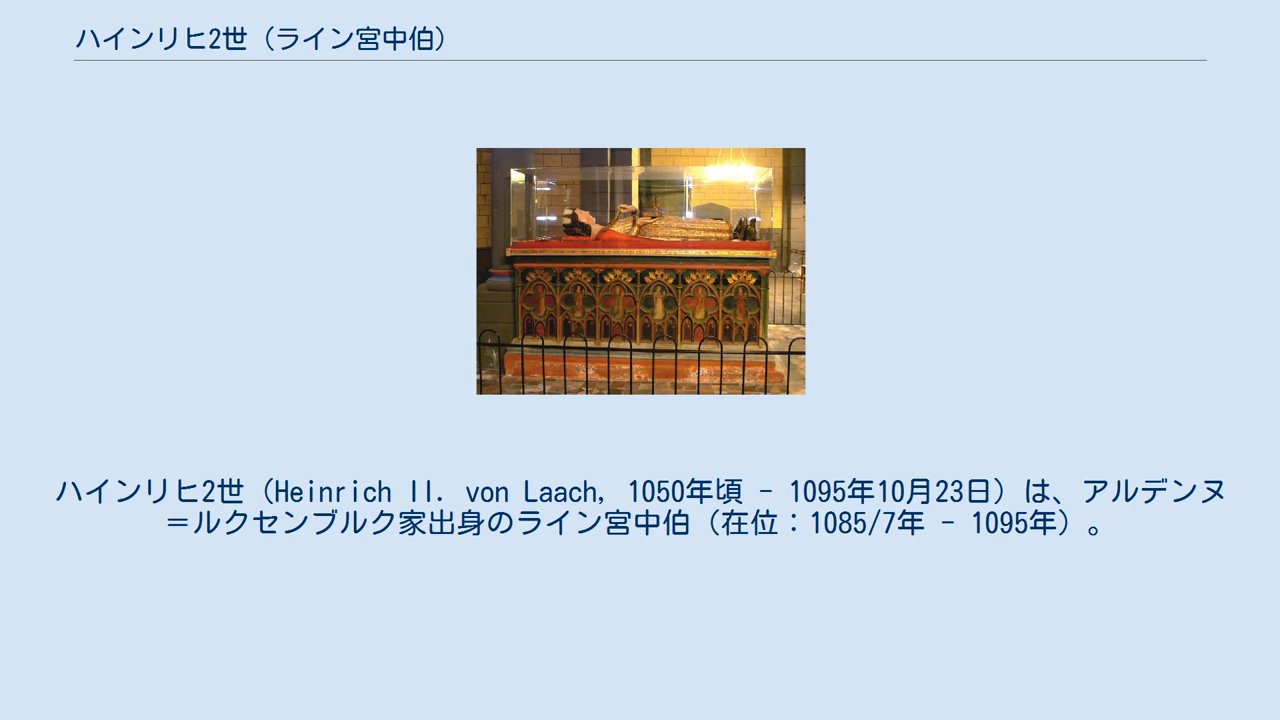 ハインリヒ2世（ライン宮中伯）
ハインリヒ2世（Heinrich II. von Laach, 1050年頃 - 1095年10月23日）は、アルデンヌ
＝ルクセンブルク家出身のライン宮中伯（在位：1085/7年 - 1095年）。